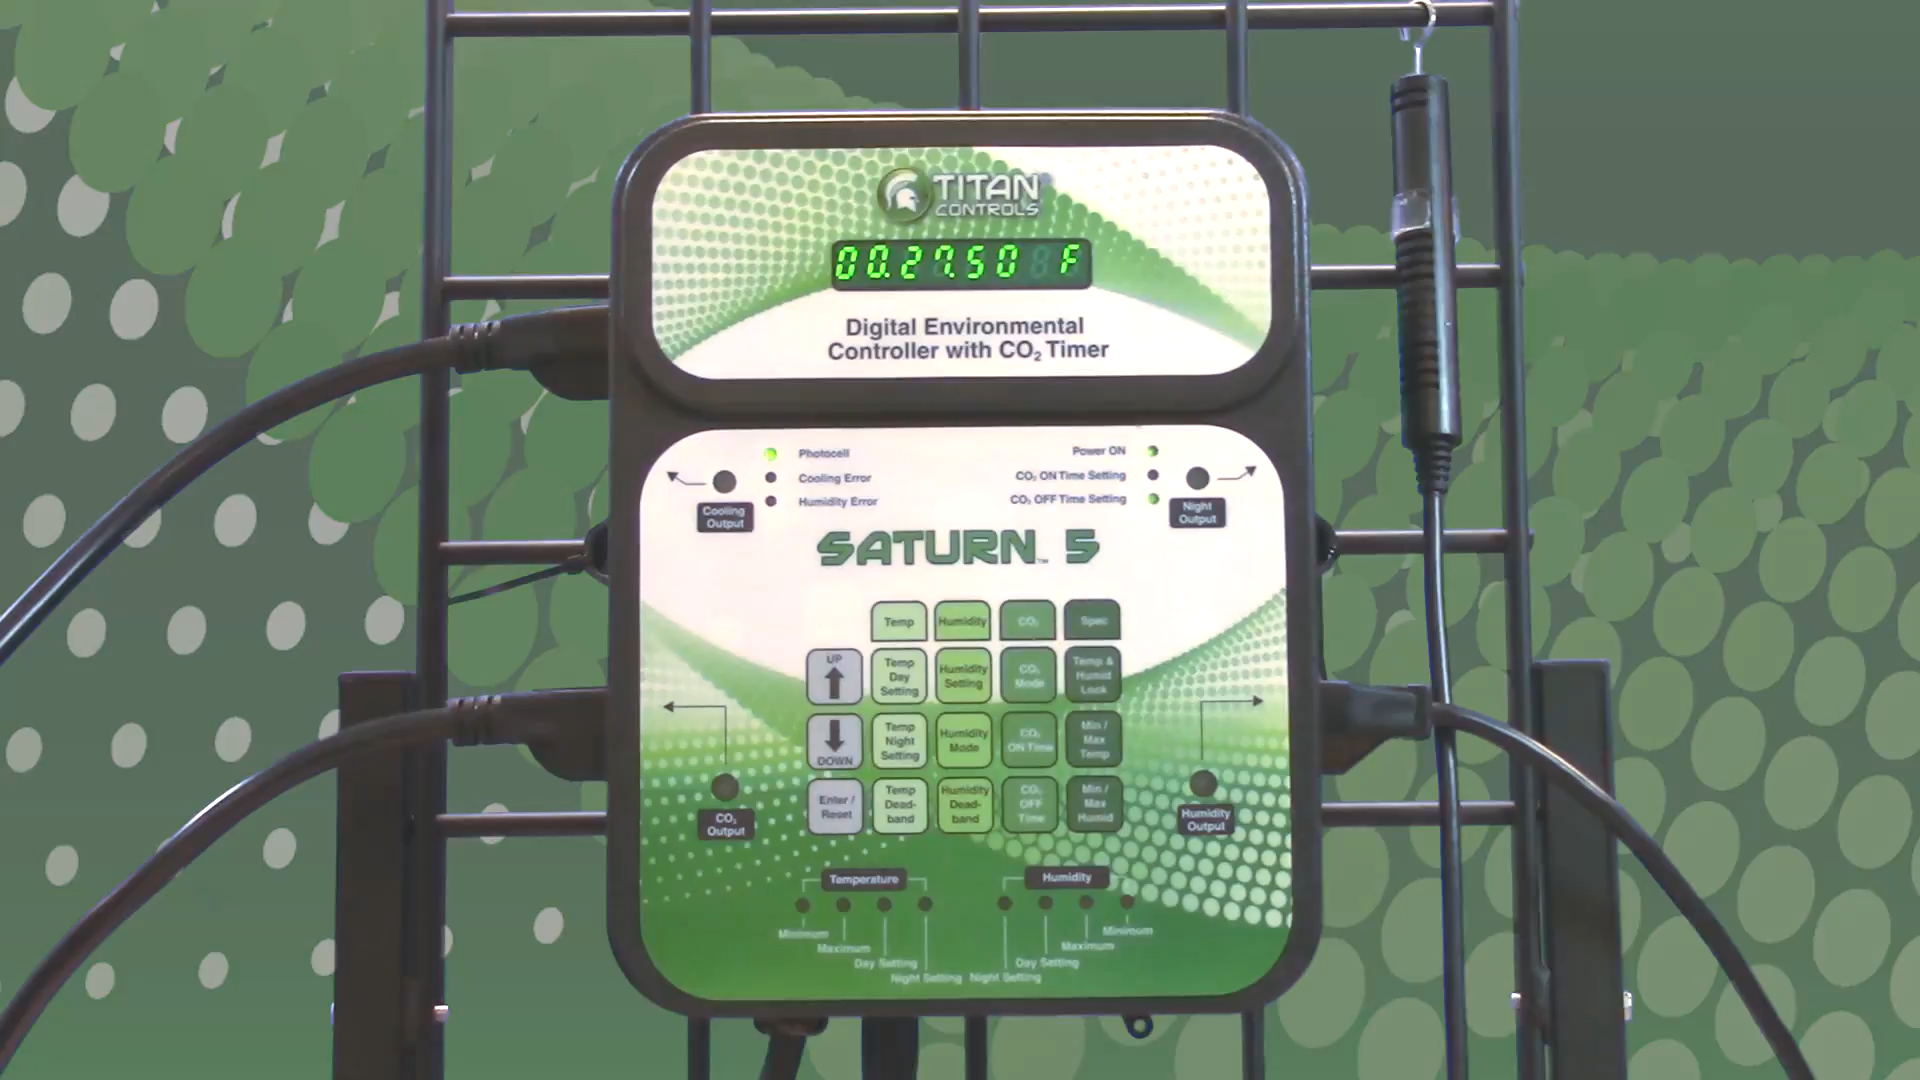 TITAN
CONTROLS
00.27.50 F
Digital Environmental
Controller with CO₂ Timer
Photocell
Cooling Error
Humidity Error
Power ON
CO₂ ON Time Setting
CO₂ OFF Time Setting
Cooling
Output
Night
Output
SATURN™ 5
Temp
Humidity
CO₂
Spec
UP
Temp
Day
Setting
Humidity
Setting
CO₂
Mode
Temp &
Humid
Lock
DOWN
Temp
Night
Setting
Humidity
Mode
CO₂
ON Time
Min /
Max
Temp
Enter /
Reset
Temp
Dead-
band
Humidity
Dead-
band
CO₂
OFF
Time
Min /
Max
Humid
CO₂
Output
Humidity
Output
Temperature
Minimum
Maximum
Day Setting
Night Setting
Humidity
Minimum
Maximum
Day Setting
Night Setting